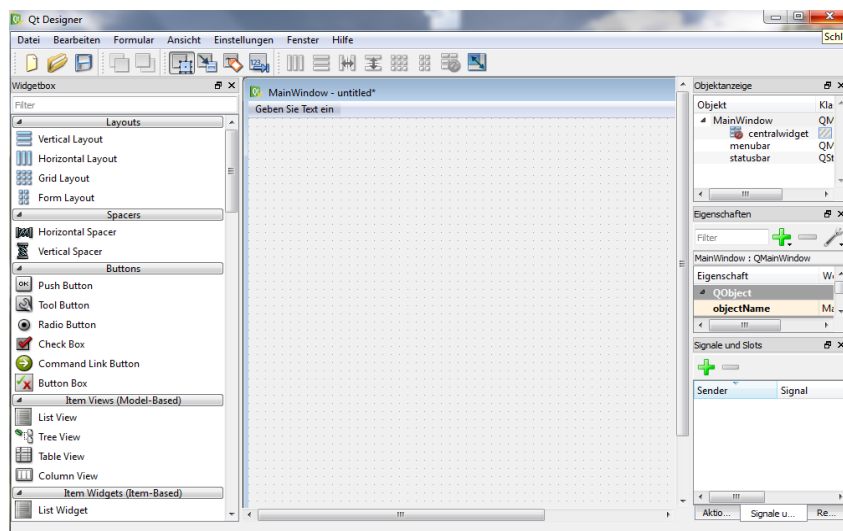 Qt Designer
Schl
Datei Bearbeiten Formular Ansicht Einstellungen Fenster Hilfe
123
Widgetbox
Filter
Layouts
Vertical Layout
Horizontal Layout
Grid Layout
Form Layout
Spacers
Horizontal Spacer
Vertical Spacer
Buttons
OK Push Button
Tool Button
Radio Button
Check Box
Command Link Button
Button Box
Item Views (Model-Based)
List View
Tree View
Table View
Column View
Item Widgets (Item-Based)
List Widget
MainWindow - untitled*
Geben Sie Text ein
Objektanzeige
Objekt Kla
MainWindow QM
centralwidget
menubar QM
statusbar QSt
Eigenschaften
Filter
MainWindow : QMainWindow
Eigenschaft We
QObject
objectName Ma
Signale und Slots
Sender Signal
Aktio... Signale u... Re...